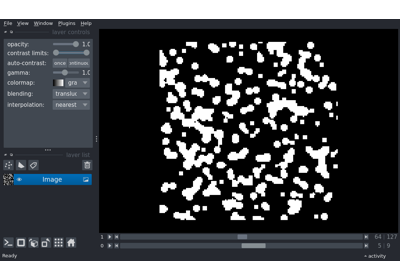 File View Window Plugins Help
layer controls
opacity: 1.0
contrast limits:
auto-contrast: once
gamma: 1.0
colormap: gra
blending: translu
interpolation: nearest
layer list
Image
1 64 127
0 5 9
Ready activity